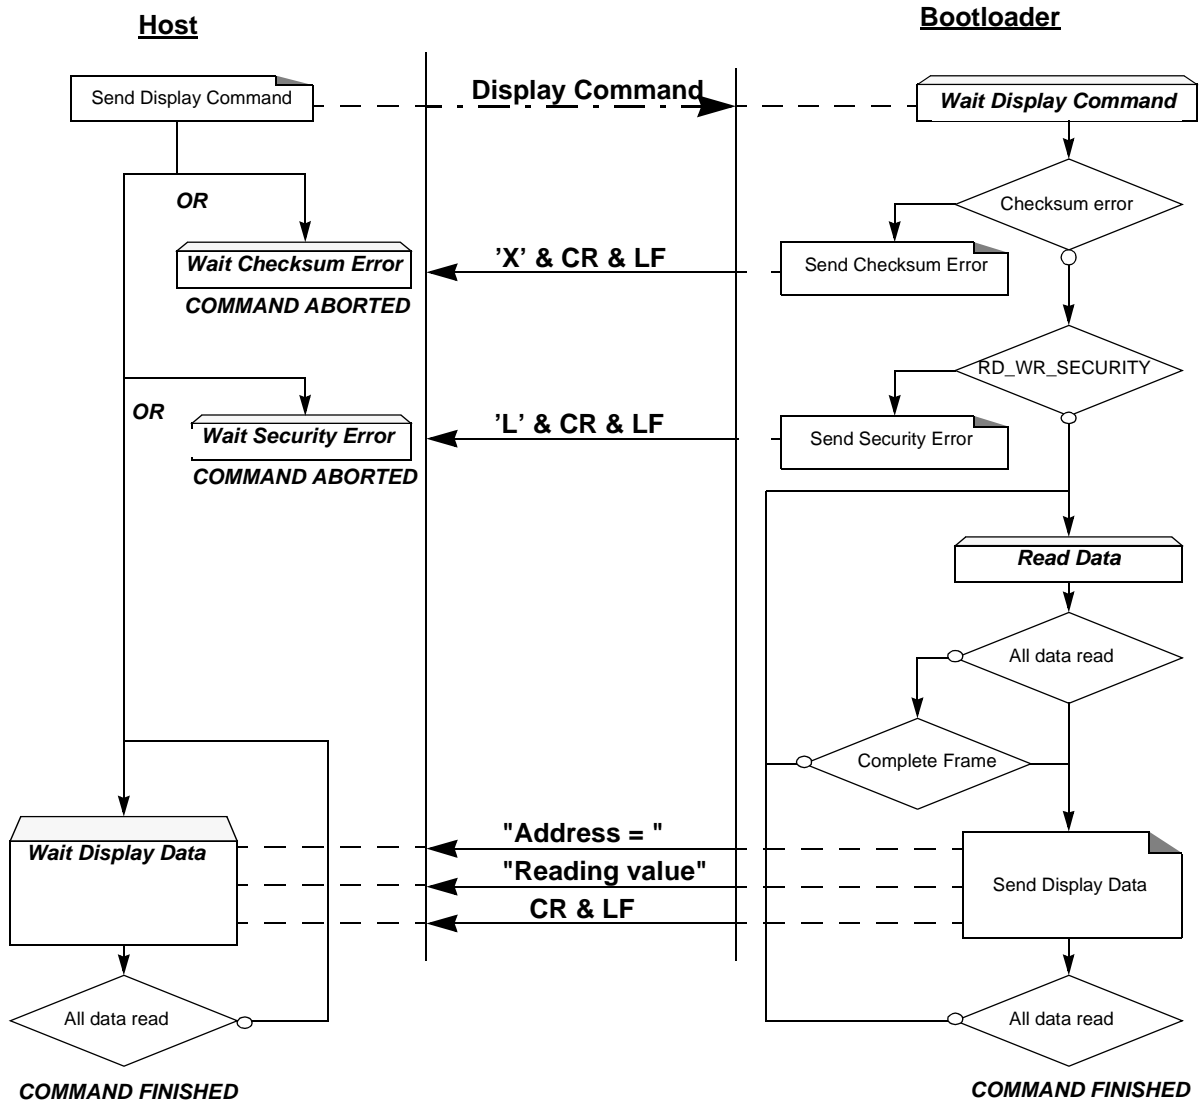 Host
Bootloader
Send Display Command
Display Command
Wait Display Command
OR
Checksum error
Wait Checksum Error
’X’ & CR & LF
Send Checksum Error
COMMAND ABORTED
RD_WR_SECURITY
OR
Wait Security Error
’L’ & CR & LF
Send Security Error
COMMAND ABORTED
Read Data
All data read
Complete Frame
"Address = "
Wait Display Data
"Reading value"
Send Display Data
CR & LF
All data read
All data read
COMMAND FINISHED
COMMAND FINISHED